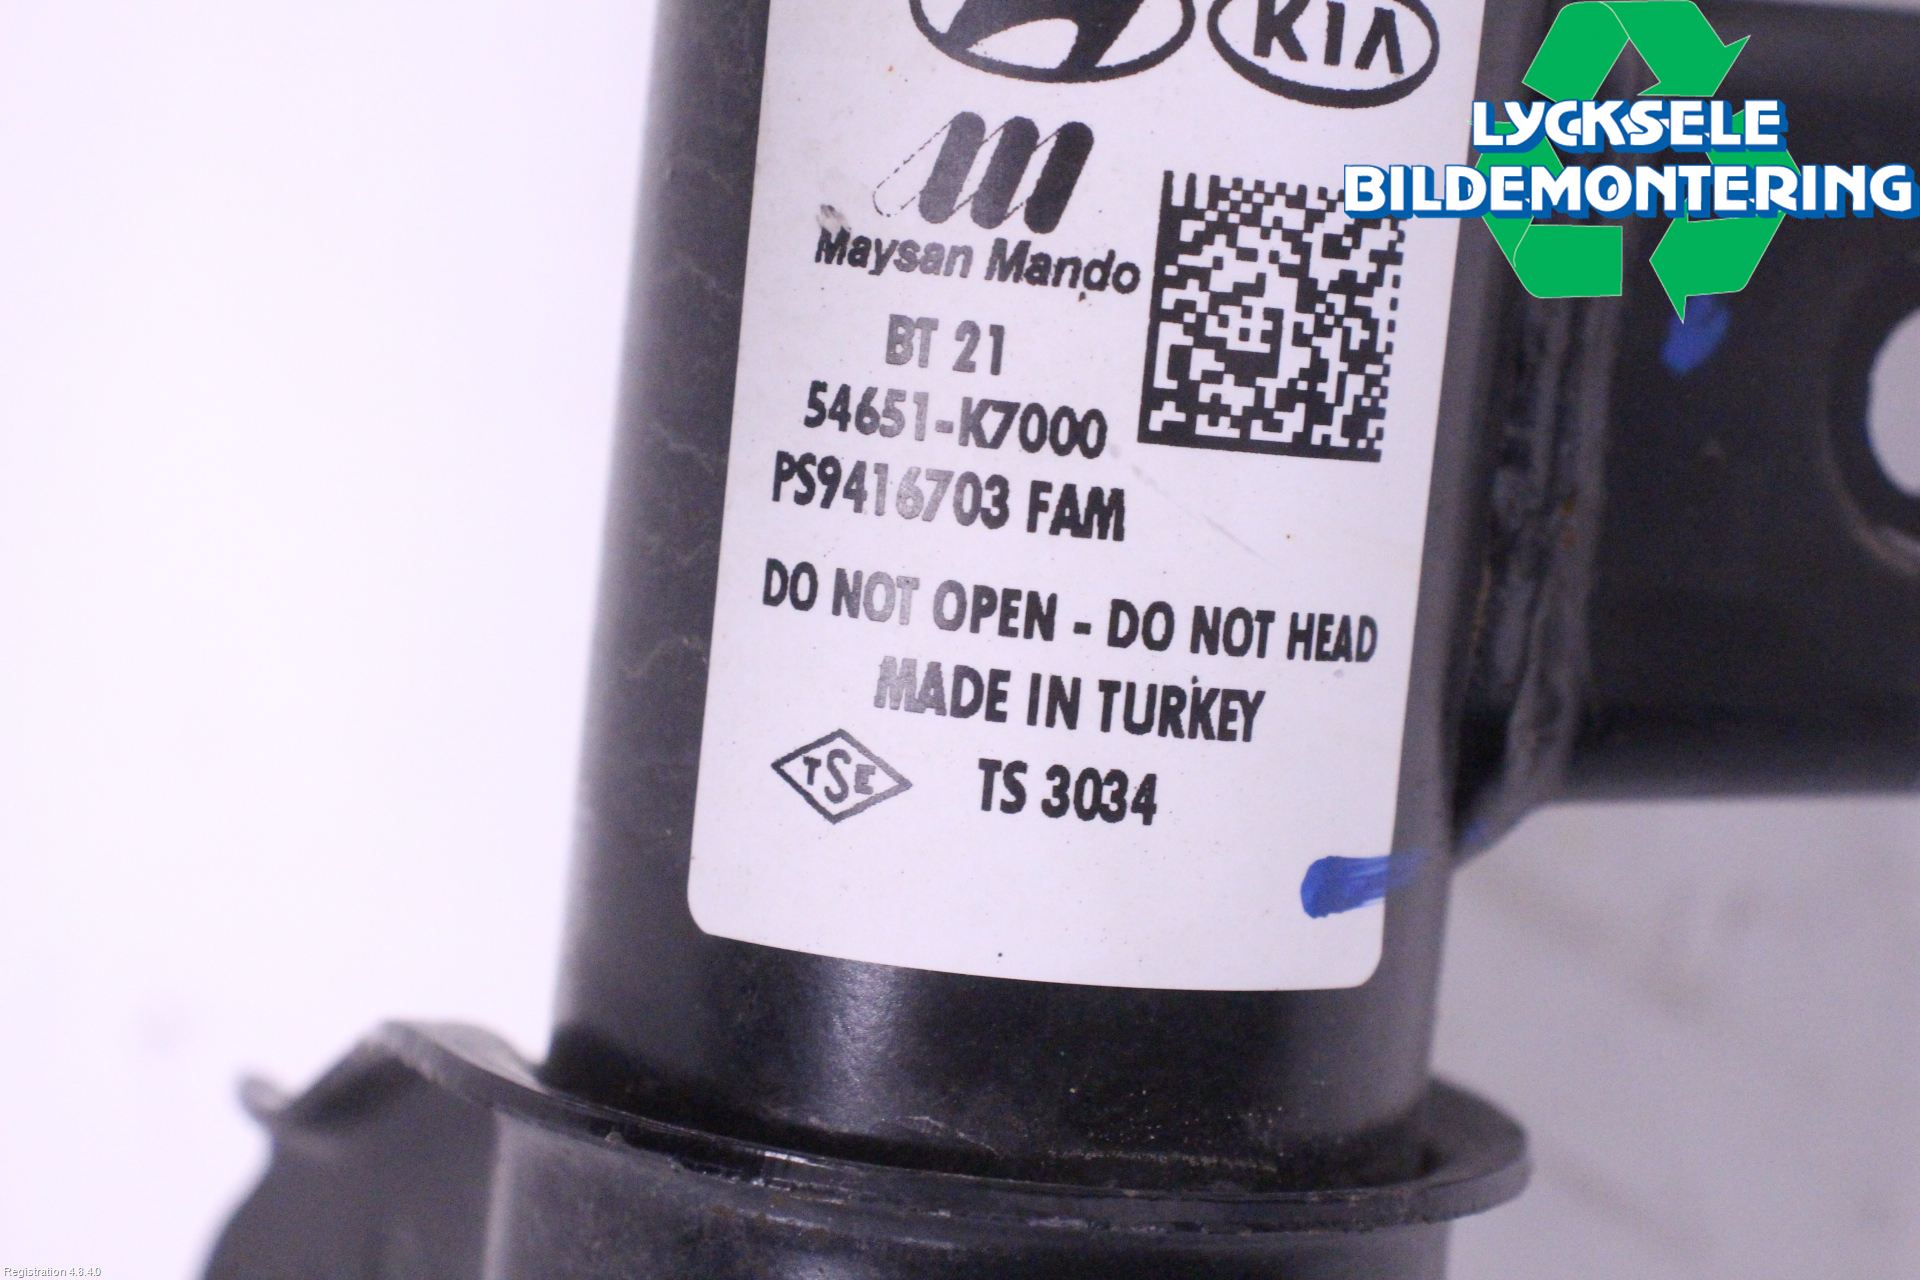 KIA
LYCKSELE
BILDEMONTERING
Maysan Mando
BT 21
54651-K7000
PS9416703 FAM
DO NOT OPEN - DO NOT HEAD
MADE IN TURKEY
TSE TS 3034
Registration 4.8.4.0